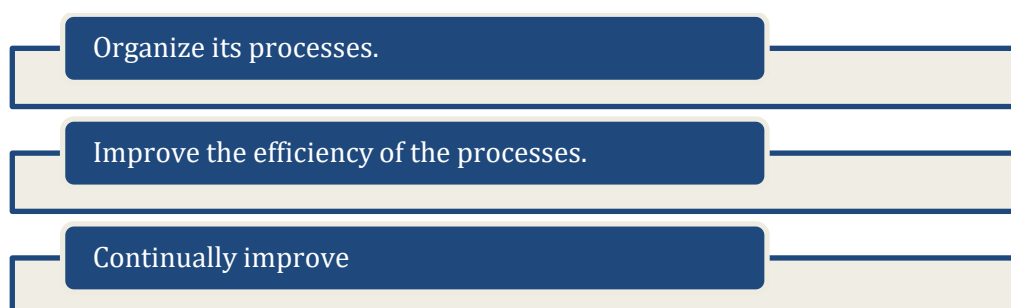 Organize its processes.
Improve the efficiency of the processes.
Continually improve